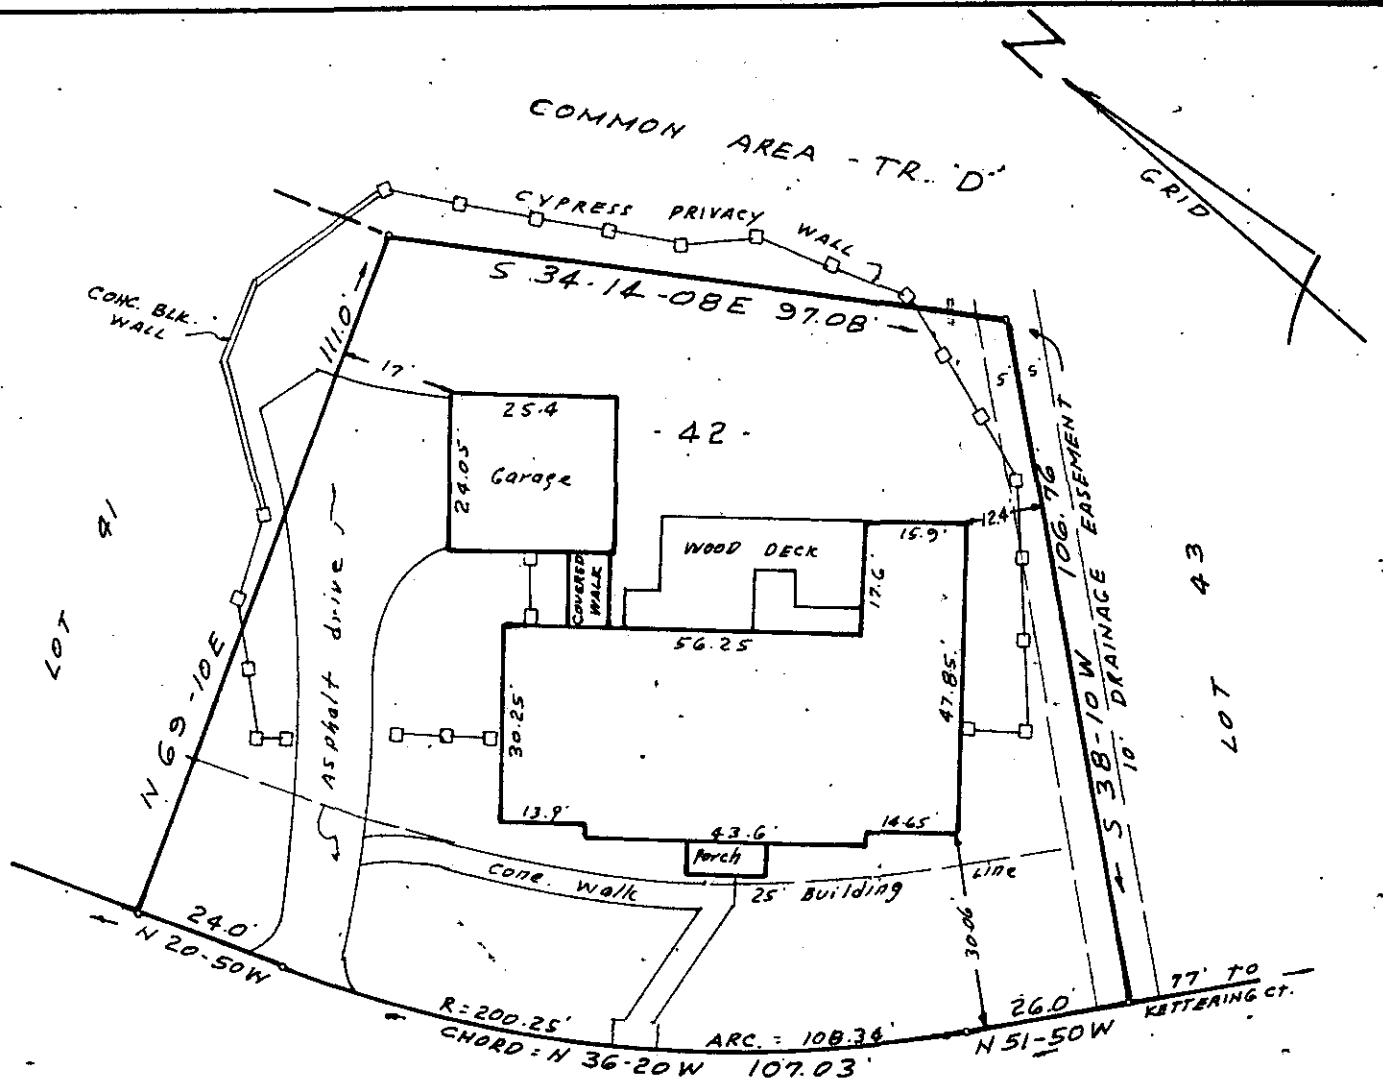 COMMON AREA - TR. "D"
GRID
CYPRESS PRIVACY WALL
S 34-14-08E 97.08'
CONC. BLK.
WALL
111.0'
17'
5' 5'
25.4
24.05'
Garage
- 42 -
LOT 41
N 69-10E
Asphalt drive
COVERED
WALK
WOOD DECK
15.9'
12.4'
17.6'
56.25
106.76'
S 38-10 W
10' DRAINAGE EASEMENT
LOT 43
30.25'
47.85'
13.9'
43.6'
14.65'
Porch
Conc. Walk
25' Building Line
30.06'
24.0'
N 20-50W
R=200.25'
ARC. = 108.34'
CHORD = N 36-20W 107.03'
26.0'
N 51-50W
77' TO
KETTERING CT.